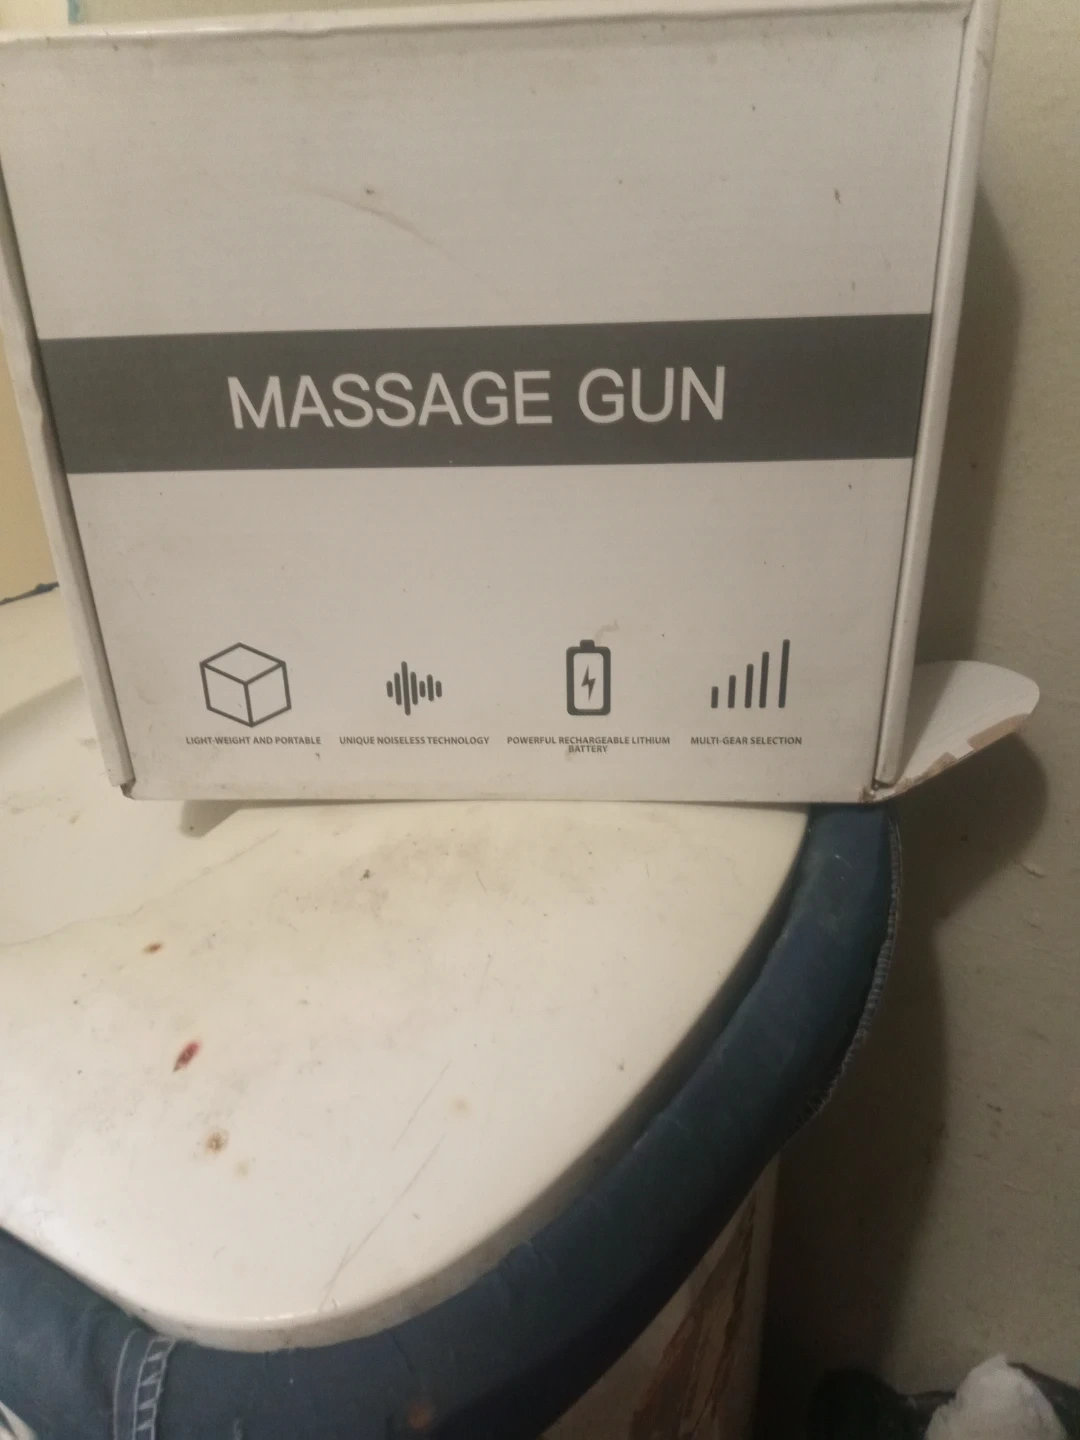 MASSAGE GUN
LIGHT-WEIGHT AND PORTABLE
UNIQUE NOISELESS TECHNOLOGY
POWERFUL RECHARGEABLE LITHIUM
BATTERY
MULTI-GEAR SELECTION